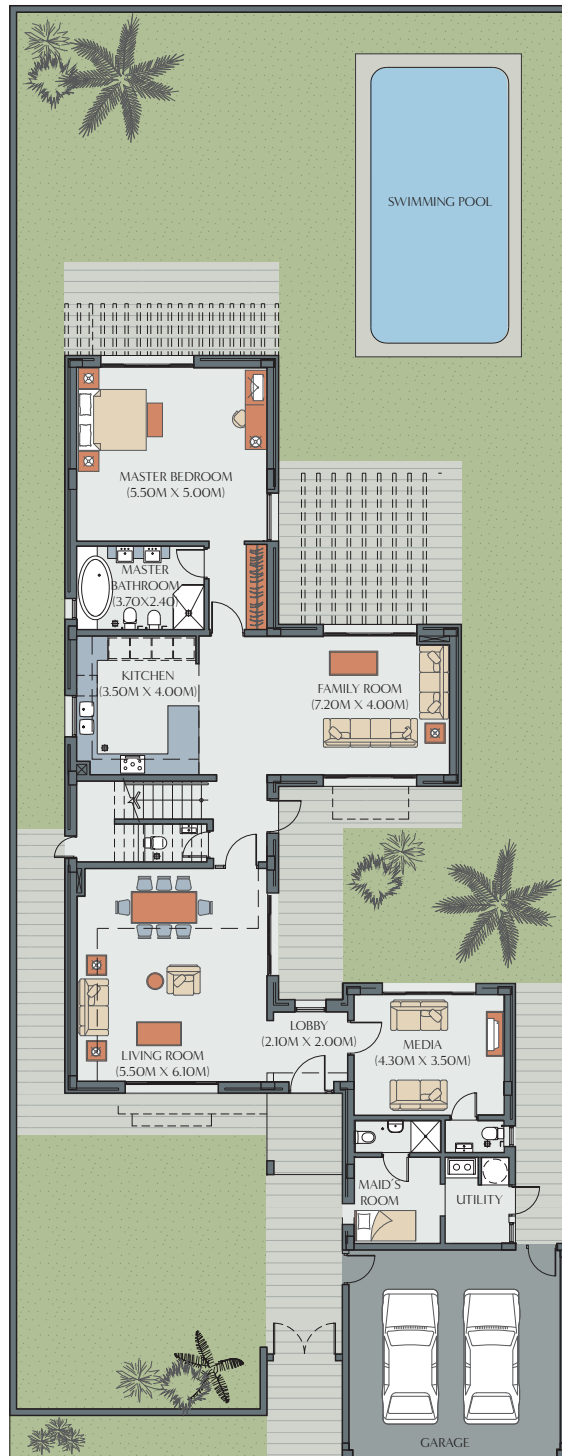 SWIMMING POOL
MASTER BEDROOM
(5.50M X 5.00M)
MASTER
BATHROOM
(3.70X2.40)
KITCHEN
(3.50M X 4.00M)
FAMILY ROOM
(7.20M X 4.00M)
LOBBY
(2.10M X 2.00M)
MEDIA
(4.30M X 3.50M)
LIVING ROOM
(5.50M X 6.10M)
MAID'S
ROOM
UTILITY
GARAGE